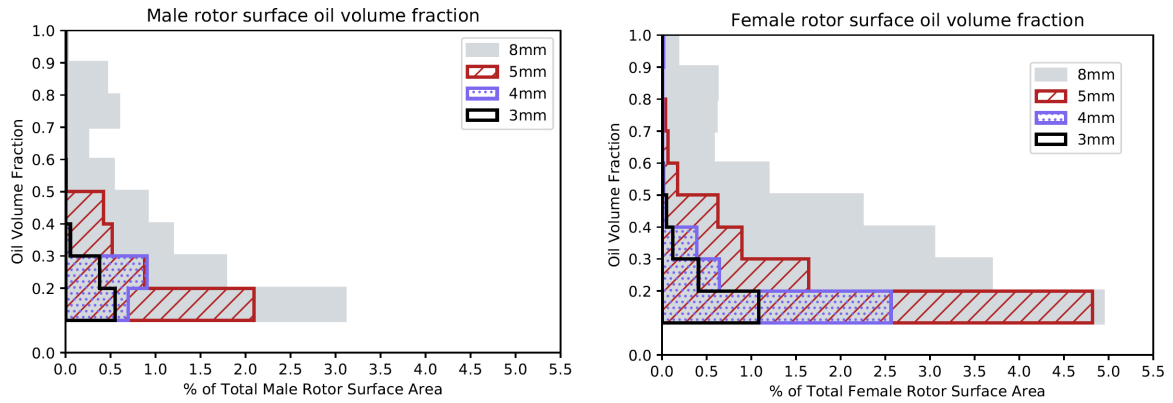 Male rotor surface oil volume fraction
1.0
0.9
0.8
0.7
0.6
0.5
0.4
0.3
0.2
0.0
Oil Volume Fraction
8mm
5mm
4mm
3mm
0.0 0.5 1.0 1.5 2.0 2.5 3.0 3.5 4.0 4.5 5.0 5.5
% of Total Male Rotor Surface Area
Female rotor surface oil volume fraction
1.0
0.9
0.8
0.7
0.6
0.5
0.4
0.3
0.2
0.0
Oil Volume Fraction
8mm
5mm
4mm
3mm
0.0 0.5 1.0 1.5 2.0 2.5 3.0 3.5 4.0 4.5 5.0 5.5
% of Total Female Rotor Surface Area